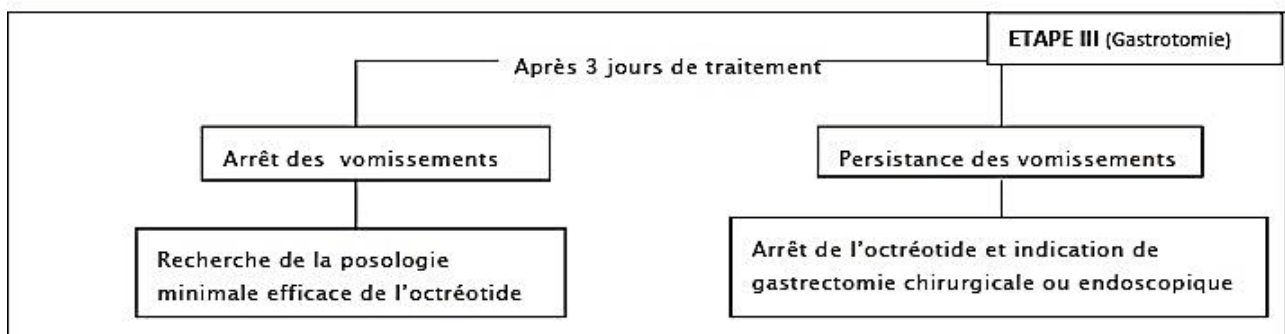 ETAPE III (Gastrotomie)
Après 3 jours de traitement
Arrêt des vomissements
Persistance des vomissements
Recherche de la posologie
minimale efficace de l'octréotide
Arrêt de l'octréotide et indication de
gastrectomie chirurgicale ou endoscopique